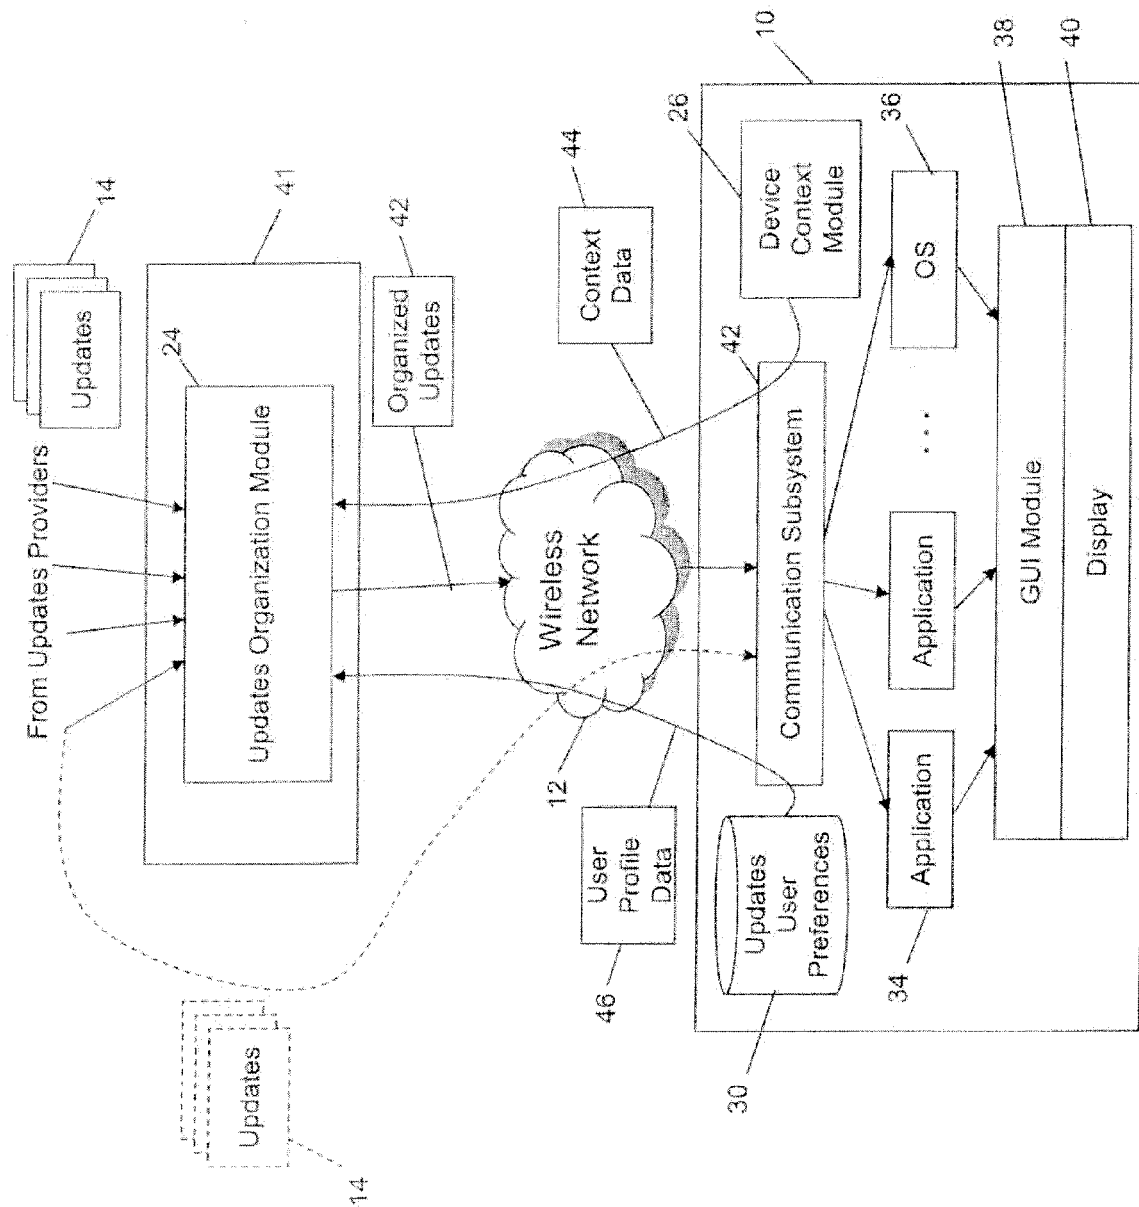 14
Updates
From Updates Providers
41
24
Updates Organization Module
Updates
14
42
Organized
Updates
Wireless
Network
12
44
Context
Data
User
Profile
Data
46
10
26
Device
Context
Module
42
Communication Subsystem
Updates
User
Preferences
30
36
OS
. . .
Application
Application
34
38
GUI Module
40
Display